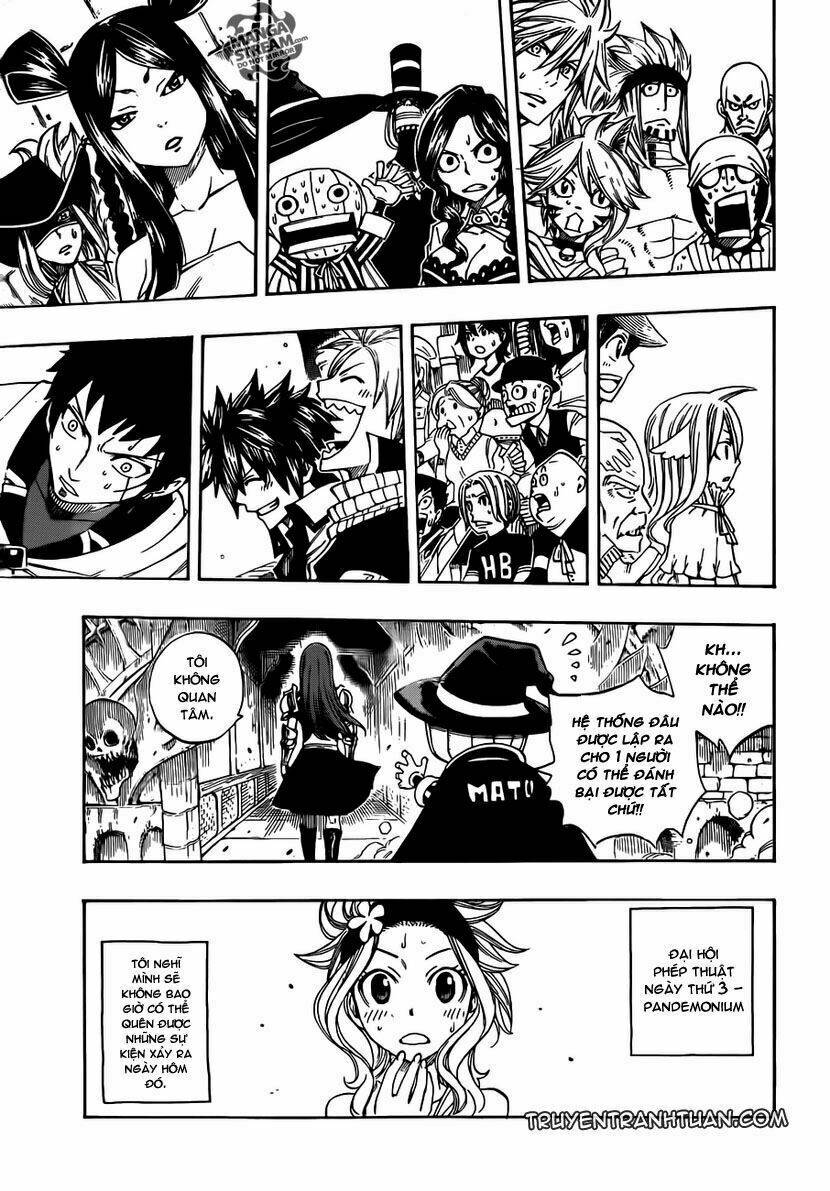 MANGA
STREAM.com
DO NOT MIRROR
HB
KH...
KHÔNG
THỂ
NÀO!!
HỆ THỐNG ĐÂU
ĐƯỢC LẬP RA
CHO 1 NGƯỜI
CÓ THỂ ĐÁNH
BẠI ĐƯỢC TẤT
CHỨ!!
TÔI
KHÔNG
QUAN
TÂM.
MATO
ĐẠI HỘI
PHÉP THUẬT
NGÀY THỨ 3 -
PANDEMONIUM
TÔI NGHĨ
MÌNH SẼ
KHÔNG BAO
GIỜ CÓ THỂ
QUÊN ĐƯỢC
NHỮNG SỰ
KIỆN XẢY RA
NGÀY HÔM
ĐÓ.
TRUYENTRANHTUAN.COM